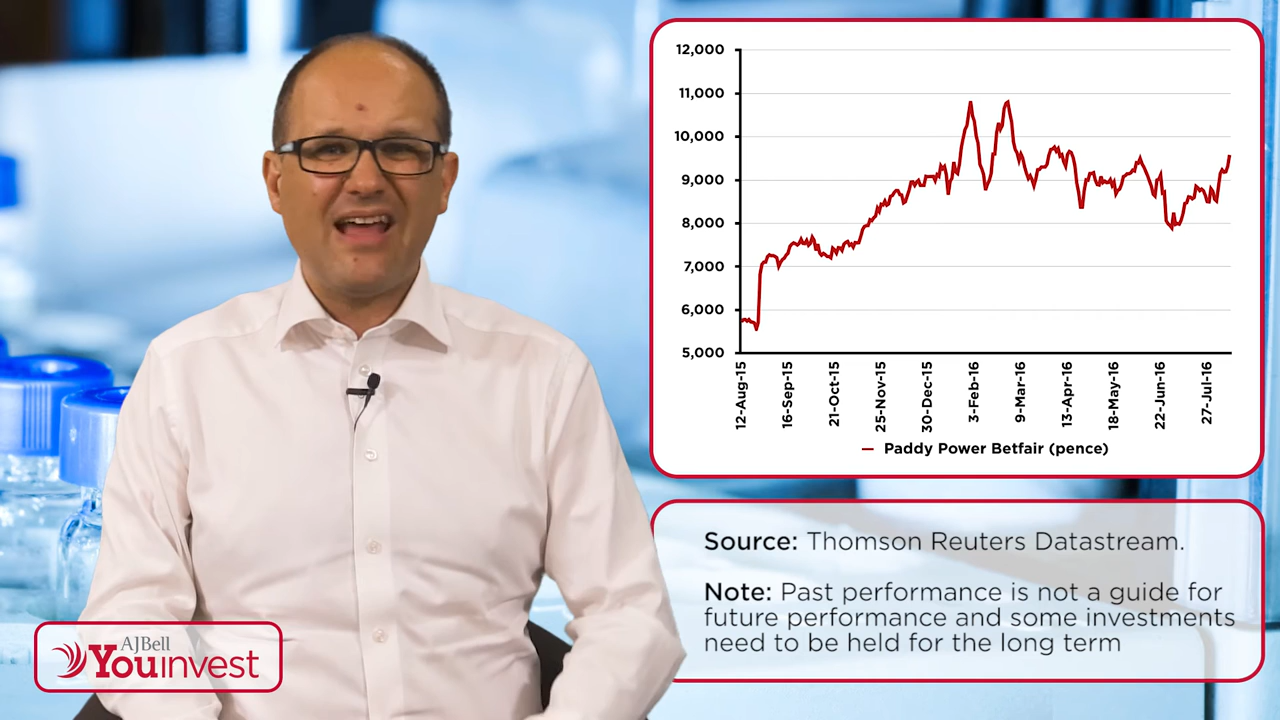 12,000
11,000
10,000
9,000
8,000
7,000
6,000
5,000
12-Aug-15
16-Sep-15
21-Oct-15
25-Nov-15
30-Dec-15
3-Feb-16
9-Mar-16
13-Apr-16
18-May-16
22-Jun-16
27-Jul-16
Paddy Power Betfair (pence)
Source: Thomson Reuters Datastream.
Note: Past performance is not a guide for
future performance and some investments
need to be held for the long term
AJBell
Youinvest